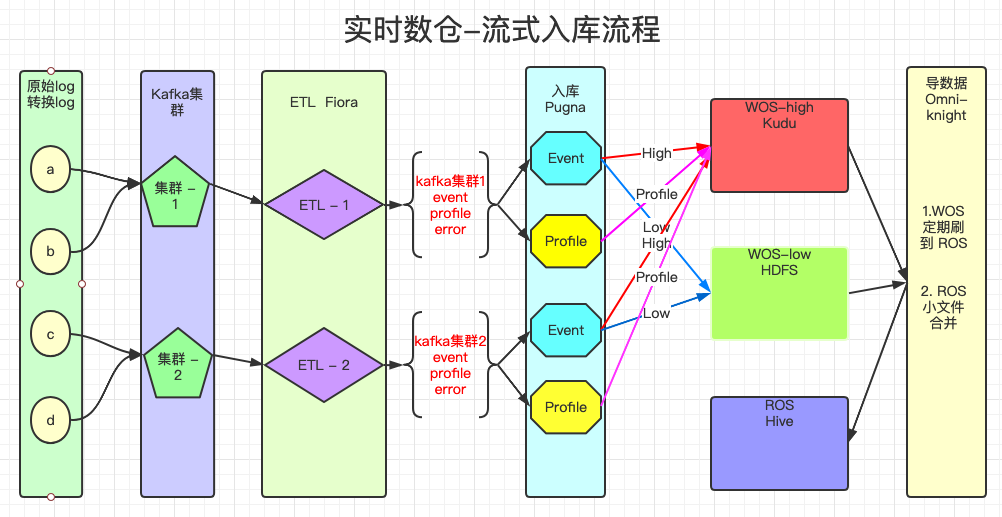 实时数仓-流式入库流程
原始log
转换log
a
b
c
d
Kafka集
群
集群 -
1
集群 -
2
ETL Fiora
ETL - 1
ETL - 2
kafka集群1
event
profile
error
kafka集群2
event
profile
error
入库
Pugna
Event
Profile
Event
Profile
High
Profile
Low
High
Profile
Low
WOS-high
Kudu
WOS-low
HDFS
ROS
Hive
导数据
Omni-
knight
1.WOS
定期刷
到 ROS
2. ROS
小文件
合并